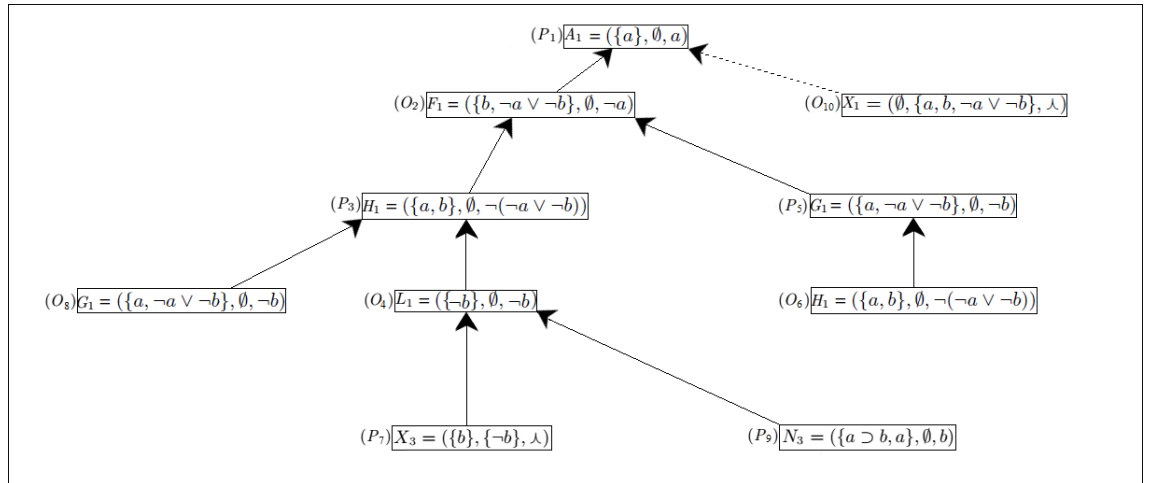 (P₁) A₁ = ({a}, ∅, a)
(O₂) F₁ = ({b, ¬a ∨ ¬b}, ∅, ¬a)
(O₁₀) X₁ = (∅, {a, b, ¬a ∨ ¬b}, ⋏)
(P₃) H₁ = ({a, b}, ∅, ¬(¬a ∨ ¬b))
(P₅) G₁ = ({a, ¬a ∨ ¬b}, ∅, ¬b)
(O₈) G₁ = ({a, ¬a ∨ ¬b}, ∅, ¬b)
(O₄) L₁ = ({¬b}, ∅, ¬b)
(O₆) H₁ = ({a, b}, ∅, ¬(¬a ∨ ¬b))
(P₇) X₃ = ({b}, {¬b}, ⋏)
(P₉) N₃ = ({a ⊃ b, a}, ∅, b)